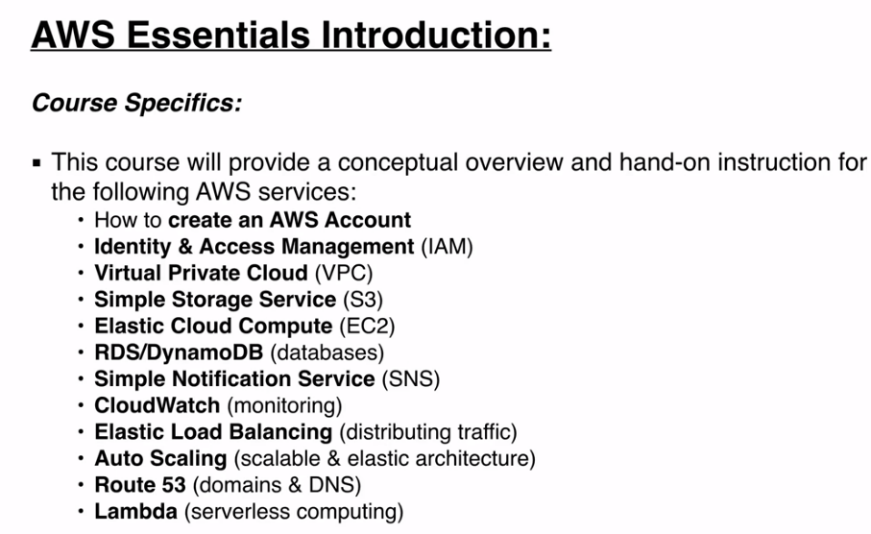 AWS Essentials Introduction:
Course Specifics:
▪ This course will provide a conceptual overview and hand-on instruction for
the following AWS services:
• How to create an AWS Account
• Identity & Access Management (IAM)
• Virtual Private Cloud (VPC)
• Simple Storage Service (S3)
• Elastic Cloud Compute (EC2)
• RDS/DynamoDB (databases)
• Simple Notification Service (SNS)
• CloudWatch (monitoring)
• Elastic Load Balancing (distributing traffic)
• Auto Scaling (scalable & elastic architecture)
• Route 53 (domains & DNS)
• Lambda (serverless computing)